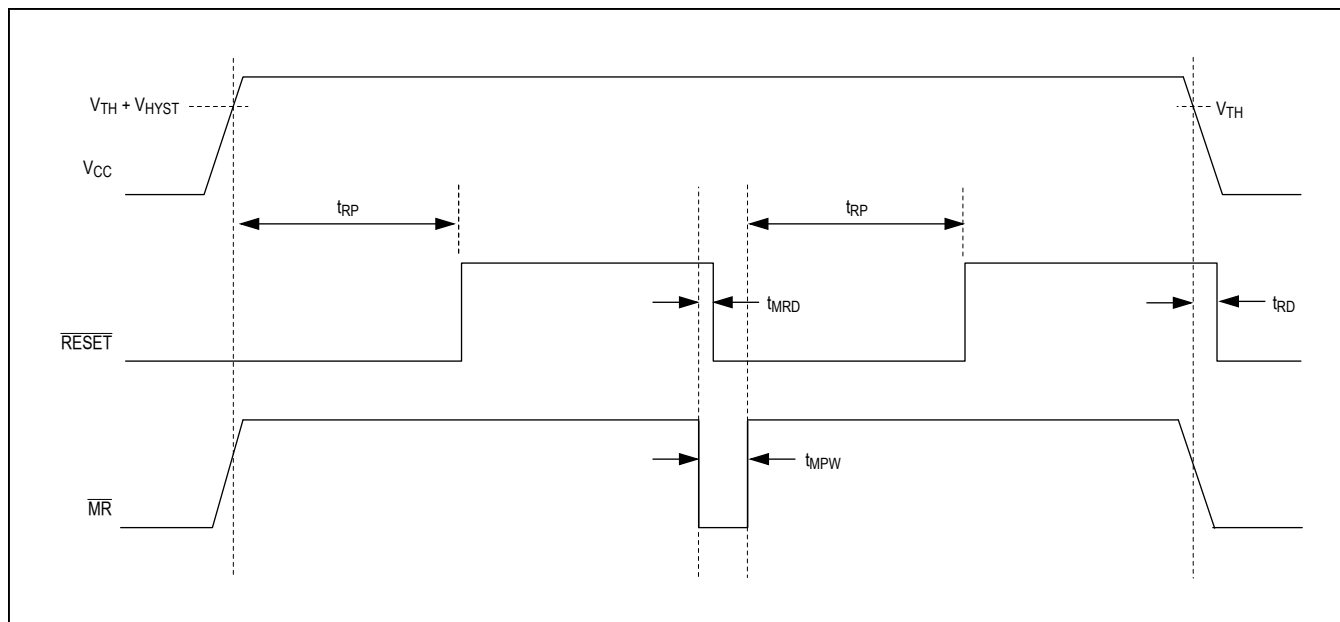 VTH + VHYST
VTH
VCC
tRP
tRP
tMRD
tRD
RESET
tMPW
MR